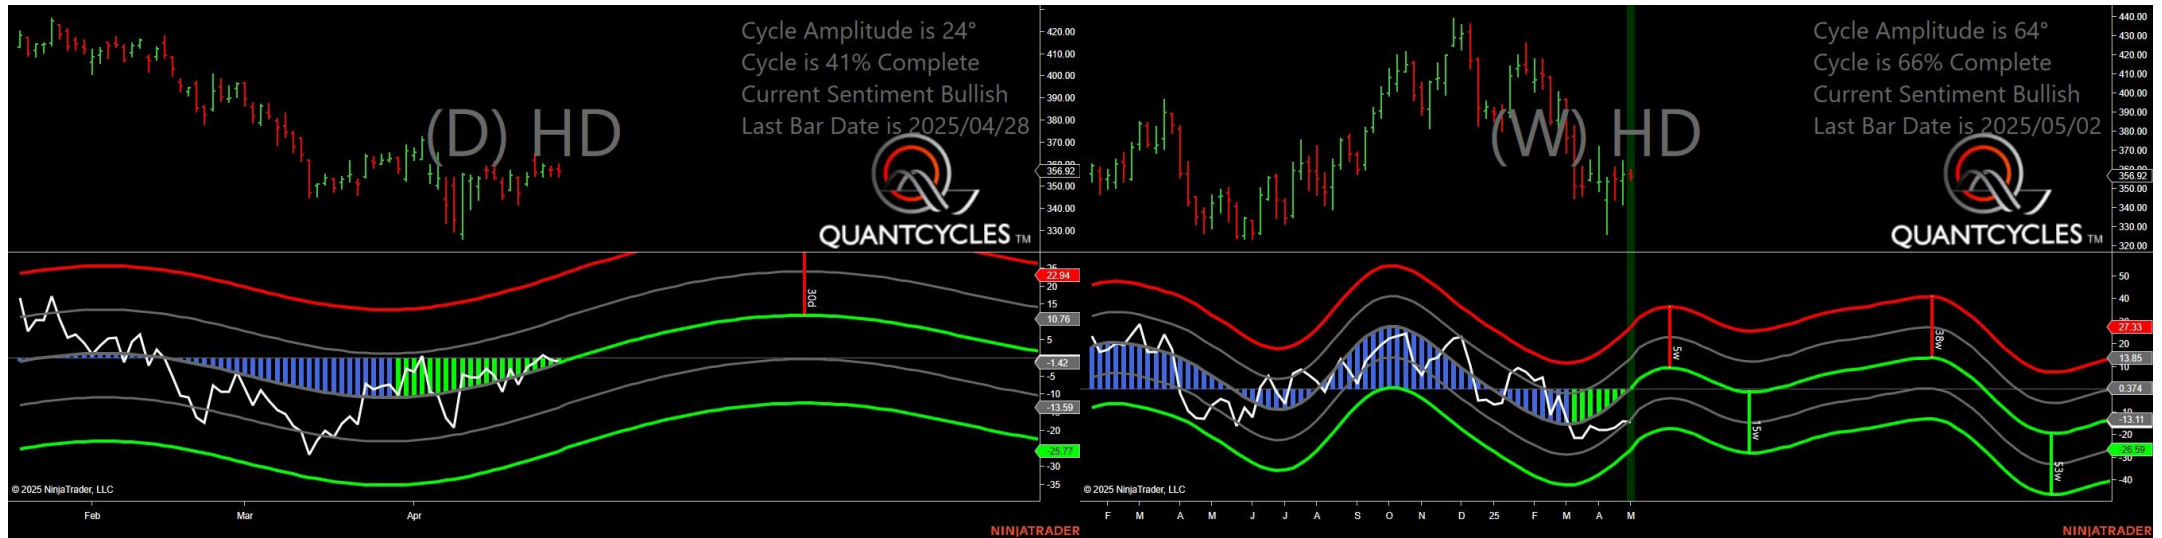 Cycle Amplitude is 24°
Cycle is 41% Complete
Current Sentiment Bullish
Last Bar Date is 2025/04/28
(D) HD
QUANTCYCLES TM
420.00
410.00
400.00
390.00
380.00
370.00
356.92
350.00
340.00
330.00
22.94
20
15
10.76
5
-1.42
-5
-10
-13.59
-20
-25.77
-30
-35
30d
© 2025 NinjaTrader, LLC
Feb Mar Apr
NINJATRADER
Cycle Amplitude is 64°
Cycle is 66% Complete
Current Sentiment Bullish
Last Bar Date is 2025/05/02
(W) HD
QUANTCYCLES TM
440.00
430.00
420.00
410.00
400.00
390.00
380.00
370.00
356.92
350.00
340.00
330.00
320.00
50
40
27.33
20
13.85
10
0.374
-13.11
-20
-26.59
-40
5w
15w
38w
53w
© 2025 NinjaTrader, LLC
F M A M J J A S O N D 25 F M A M
NINJATRADER